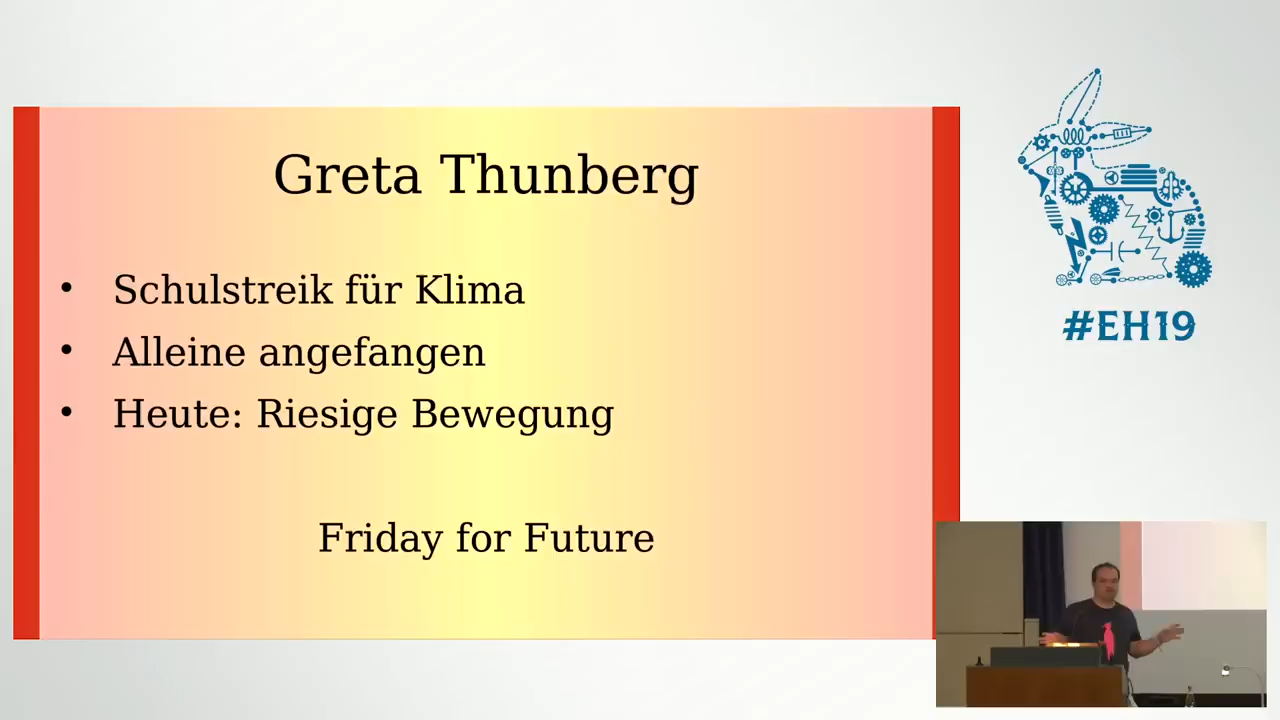 Greta Thunberg
• Schulstreik für Klima
• Alleine angefangen
• Heute: Riesige Bewegung
Friday for Future
#EH19